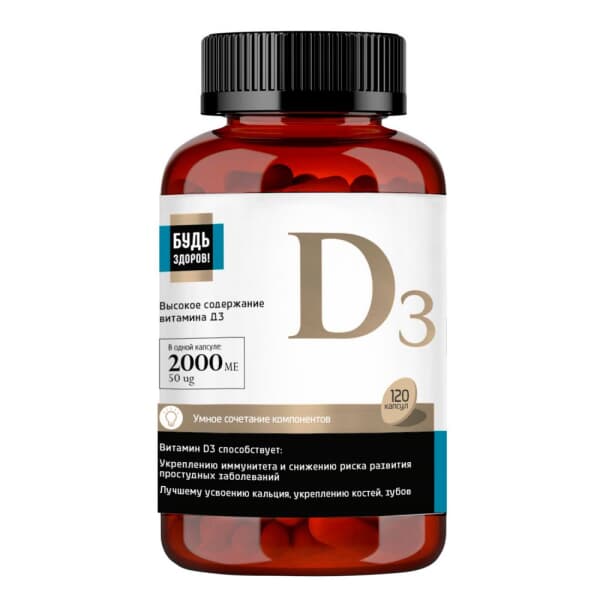 БУДЬ
ЗДОРОВ!
D3
Высокое содержание
витамина Д3
В одной капсуле:
2000 МЕ
50 ug
120
капсул
Умное сочетание компонентов
Витамин D3 способствует:
Укреплению иммунитета и снижению риска развития
простудных заболеваний
Лучшему усвоению кальция, укреплению костей, зубов